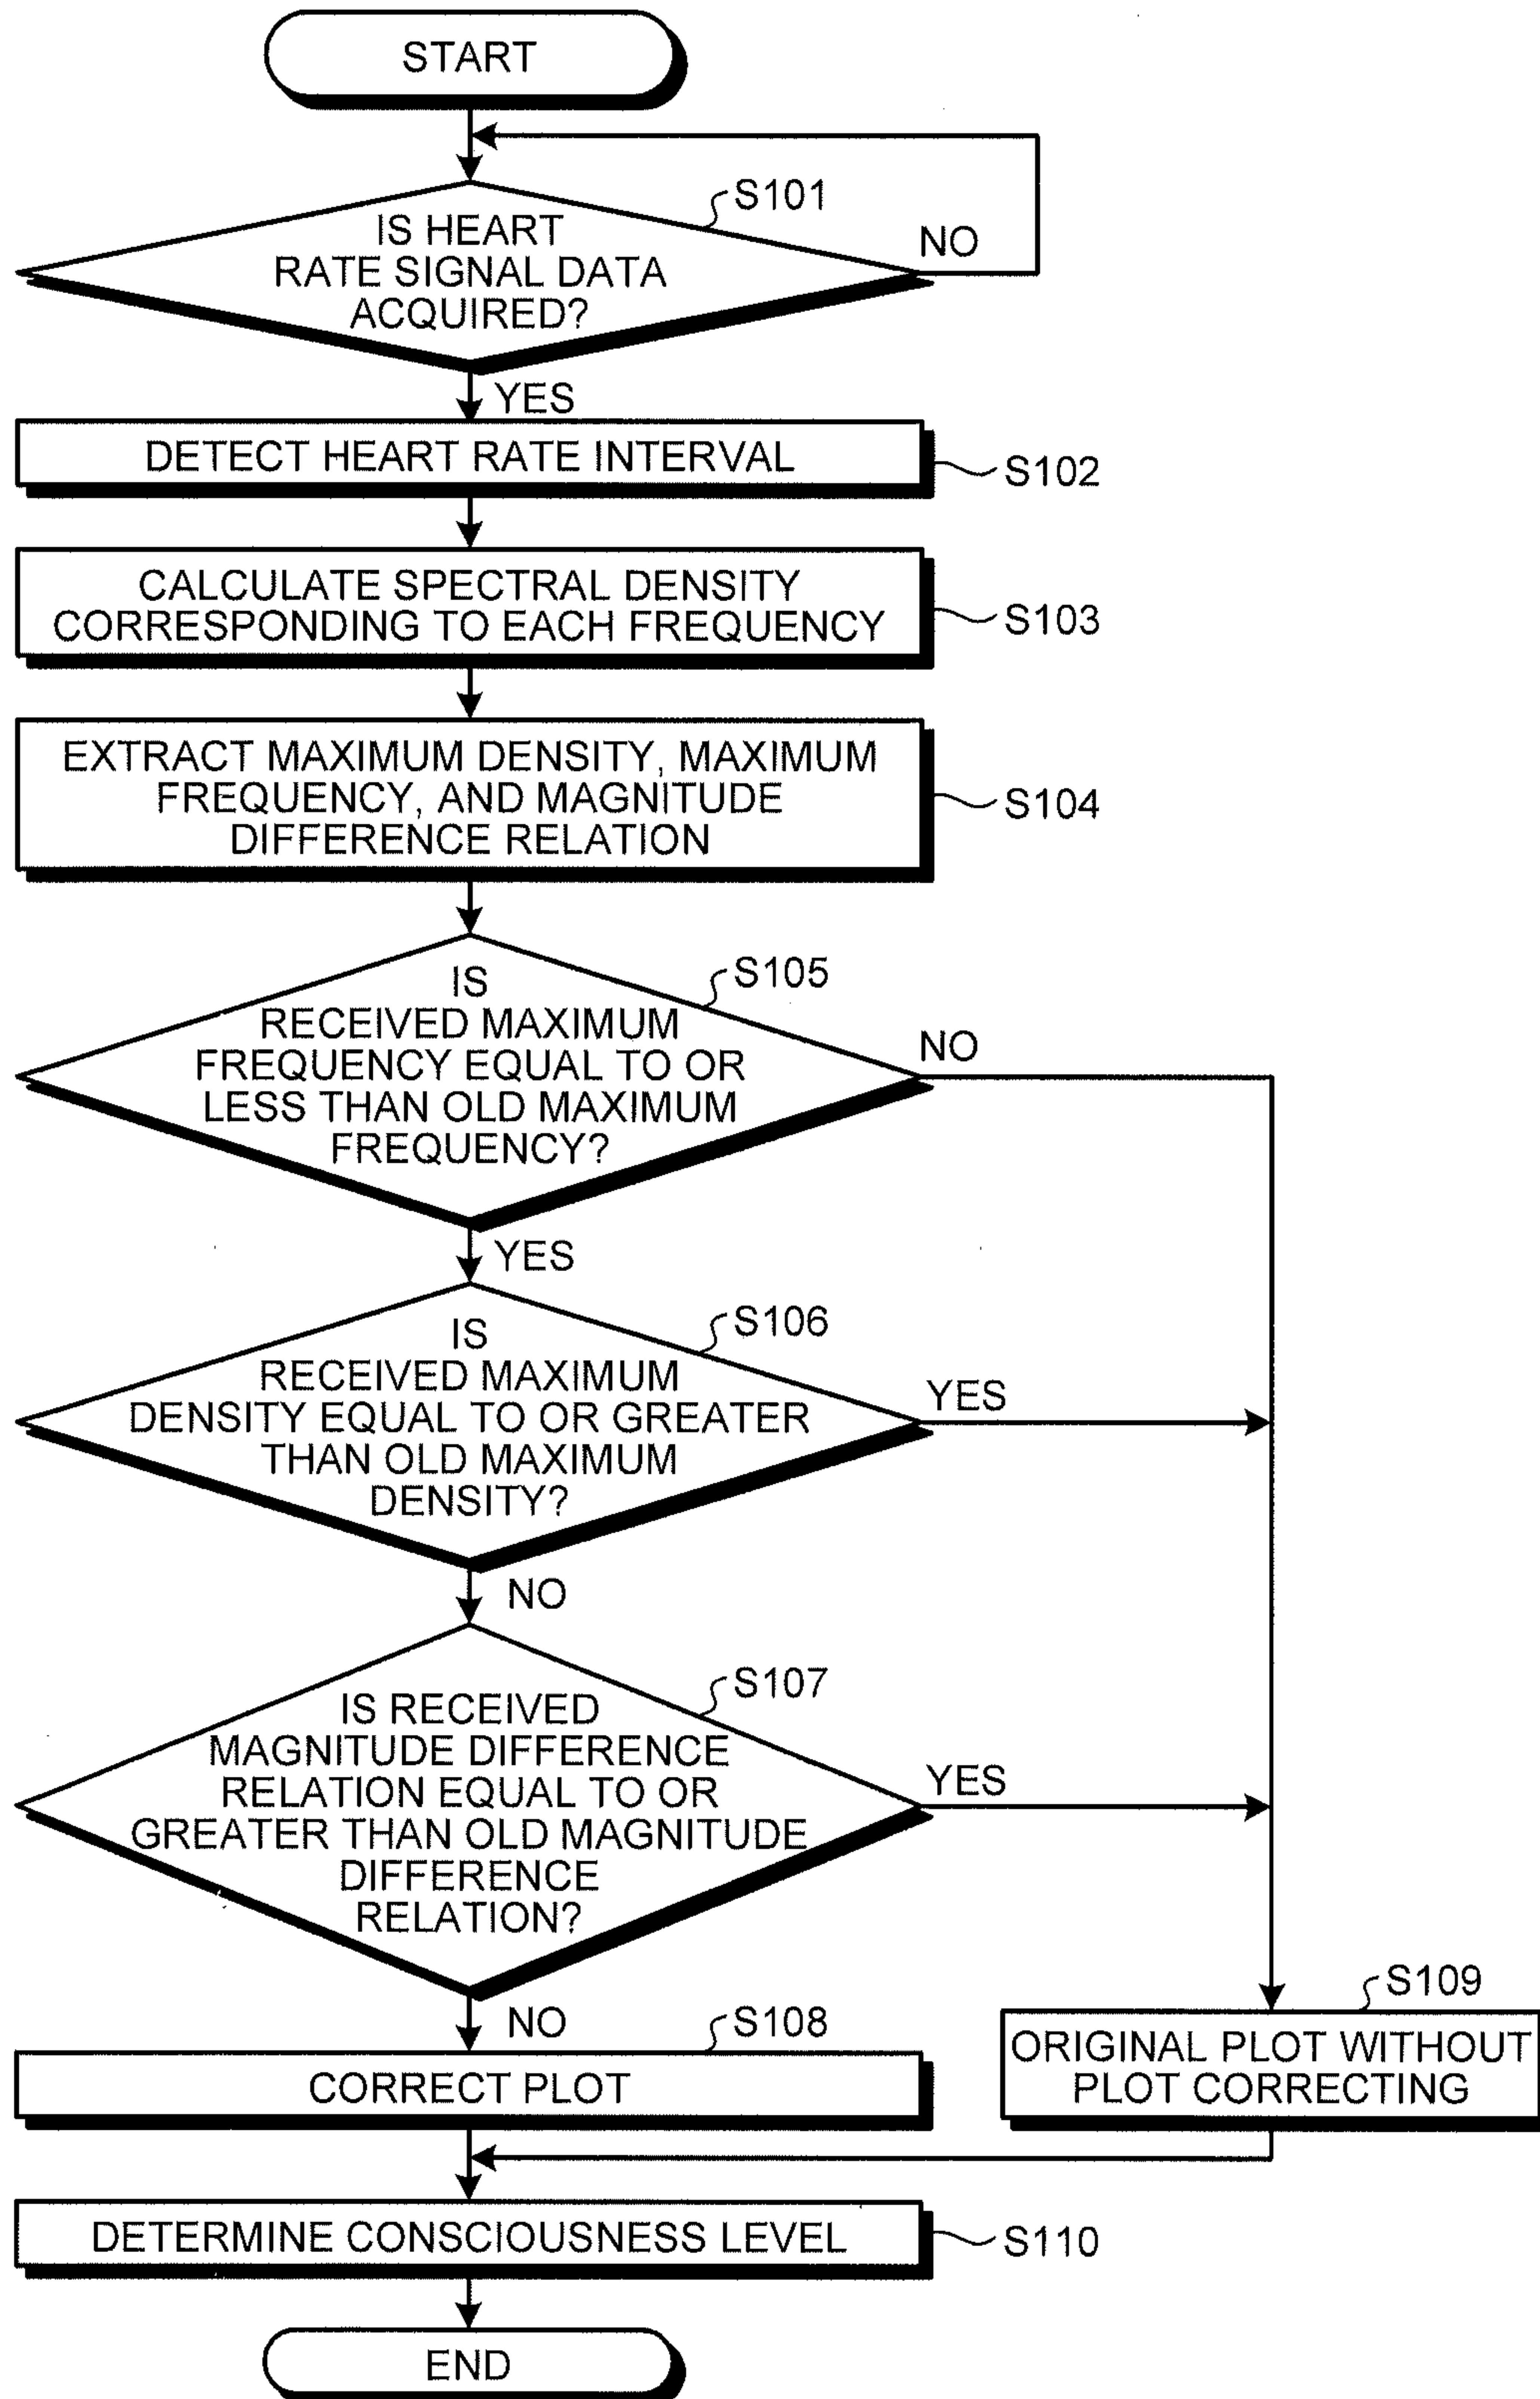 START
S101
IS HEART
RATE SIGNAL DATA
ACQUIRED?
NO
YES
DETECT HEART RATE INTERVAL
S102
CALCULATE SPECTRAL DENSITY
CORRESPONDING TO EACH FREQUENCY
S103
EXTRACT MAXIMUM DENSITY, MAXIMUM
FREQUENCY, AND MAGNITUDE
DIFFERENCE RELATION
S104
S105
IS
RECEIVED MAXIMUM
FREQUENCY EQUAL TO OR
LESS THAN OLD MAXIMUM
FREQUENCY?
NO
YES
S106
IS
RECEIVED MAXIMUM
DENSITY EQUAL TO OR GREATER
THAN OLD MAXIMUM
DENSITY?
YES
NO
S107
IS RECEIVED
MAGNITUDE DIFFERENCE
RELATION EQUAL TO OR
GREATER THAN OLD MAGNITUDE
DIFFERENCE
RELATION?
YES
NO
S108
CORRECT PLOT
S109
ORIGINAL PLOT WITHOUT
PLOT CORRECTING
DETERMINE CONSCIOUSNESS LEVEL
S110
END